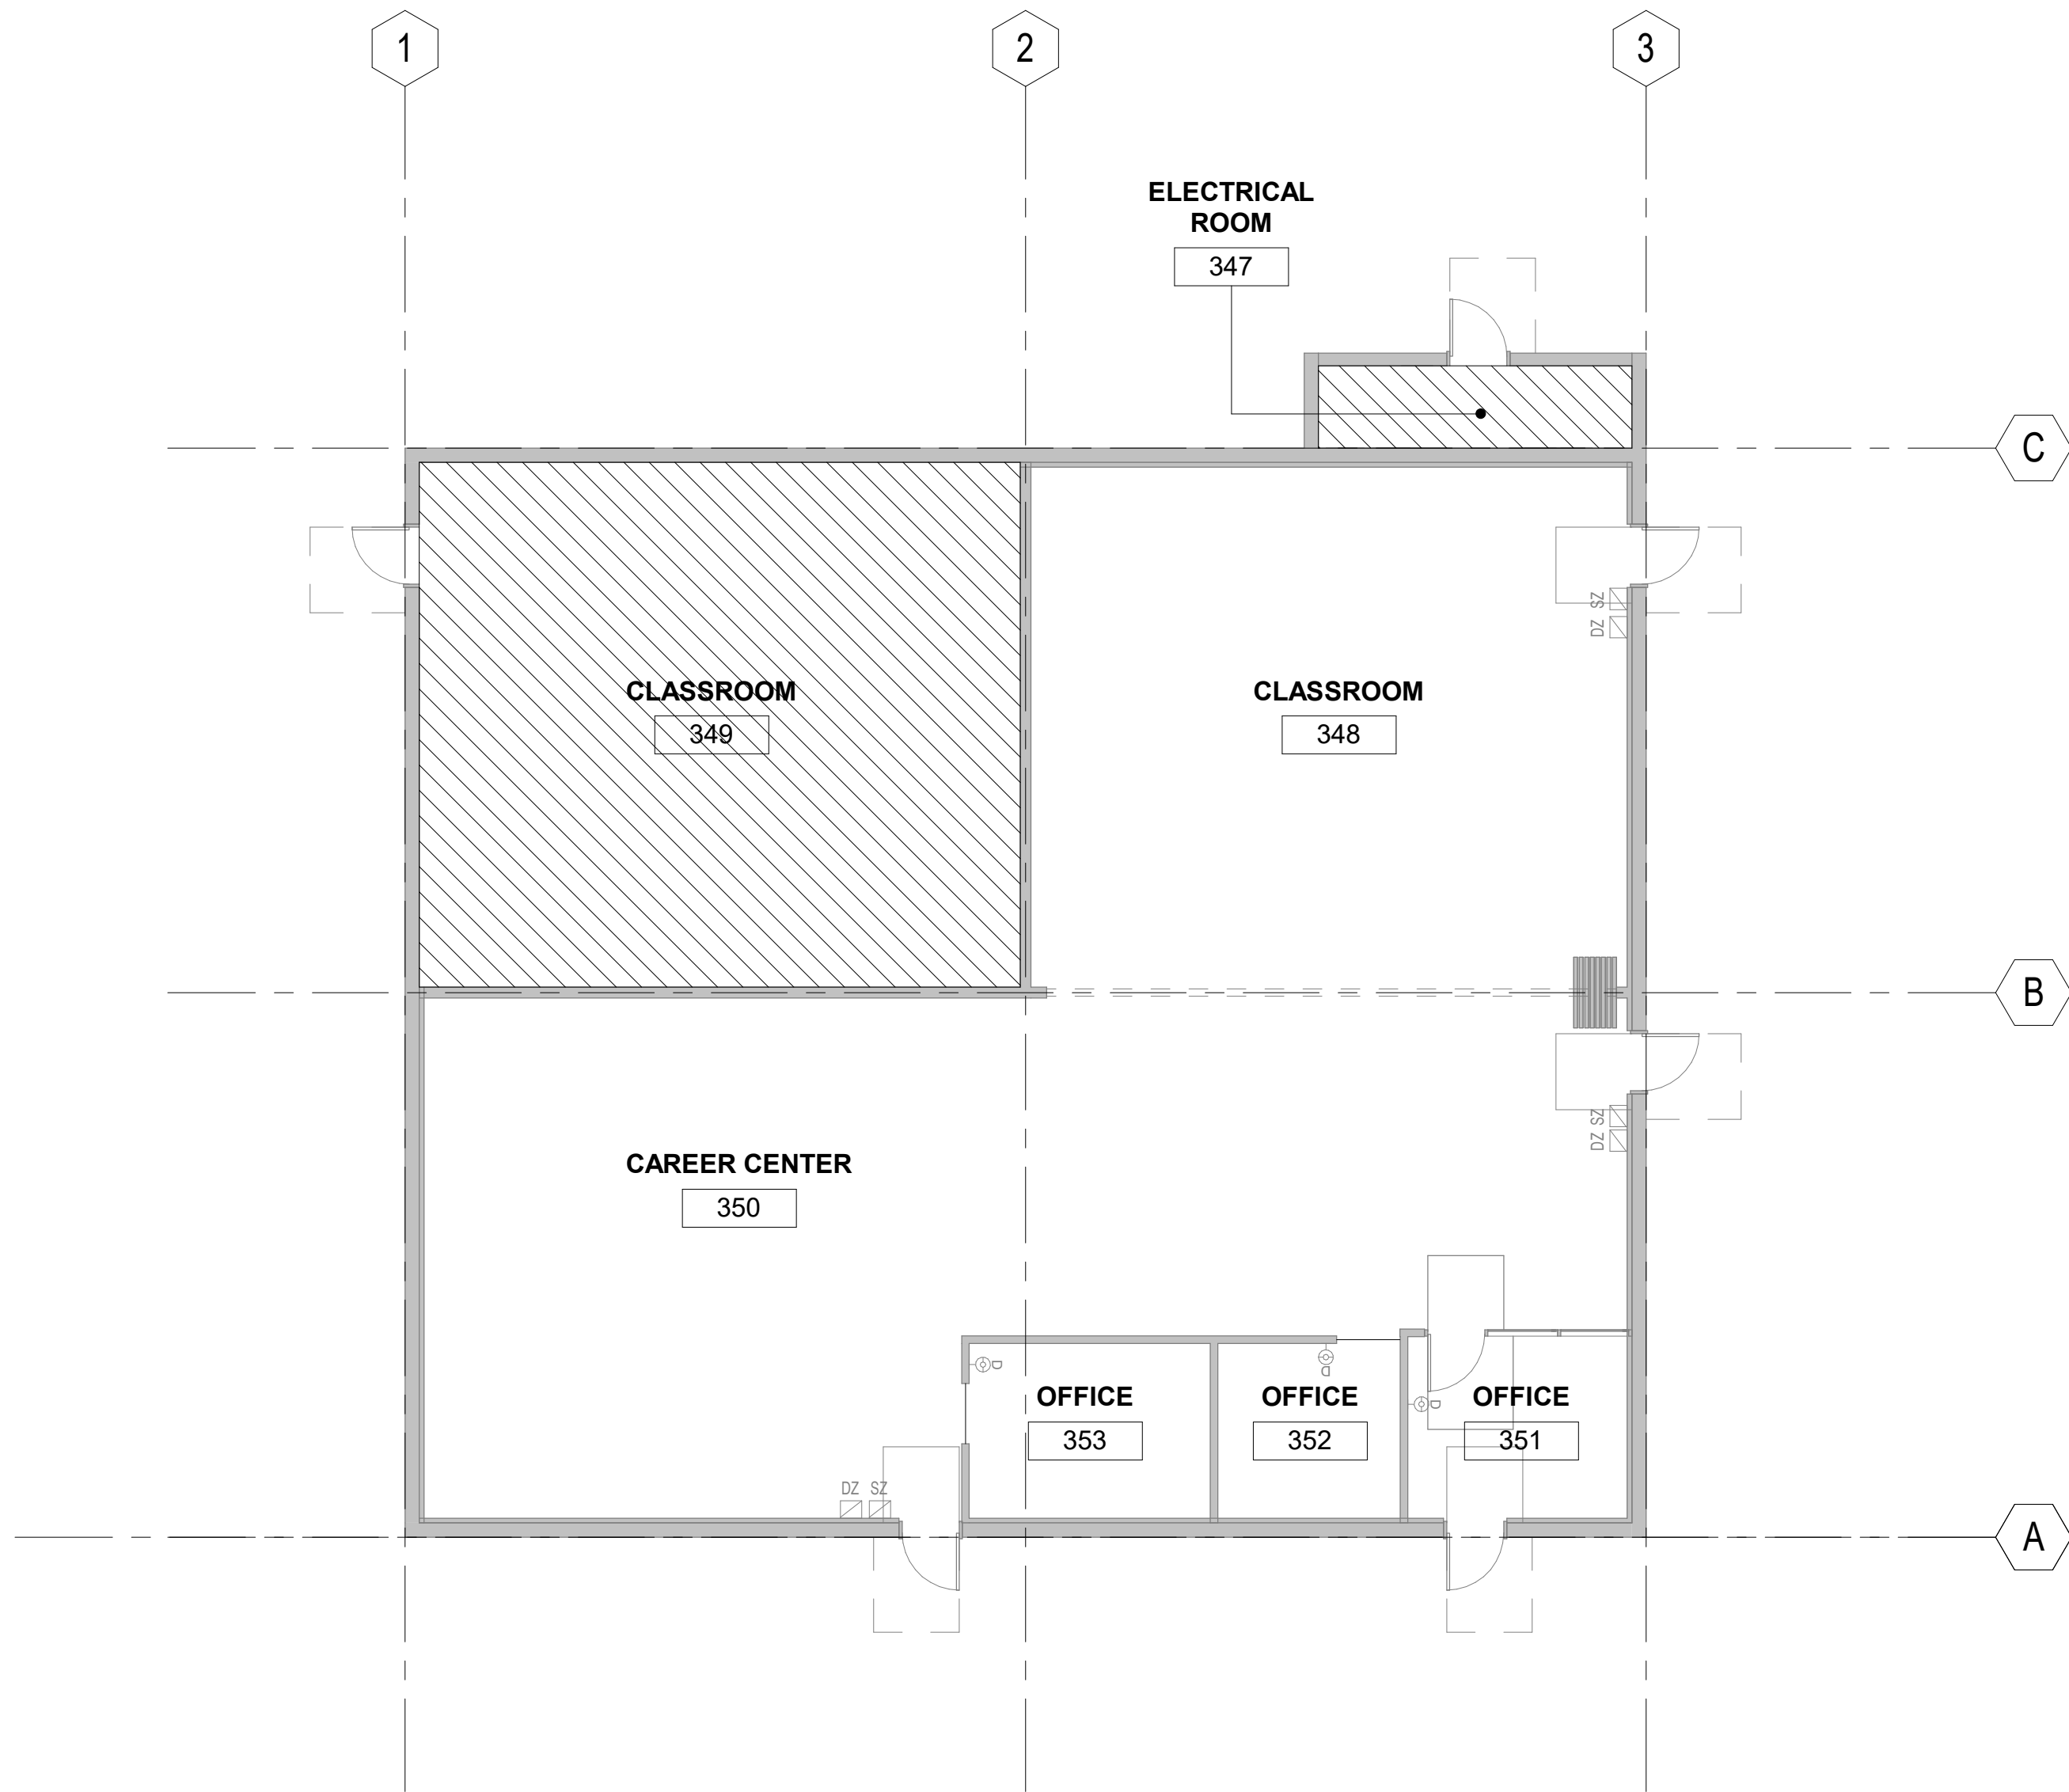 1
2
3
ELECTRICAL
ROOM
347
C
SZ
DZ
CLASSROOM
349
CLASSROOM
348
B
SZ
DZ
CAREER CENTER
350
D
D
D
OFFICE
353
OFFICE
352
OFFICE
351
DZ SZ
A